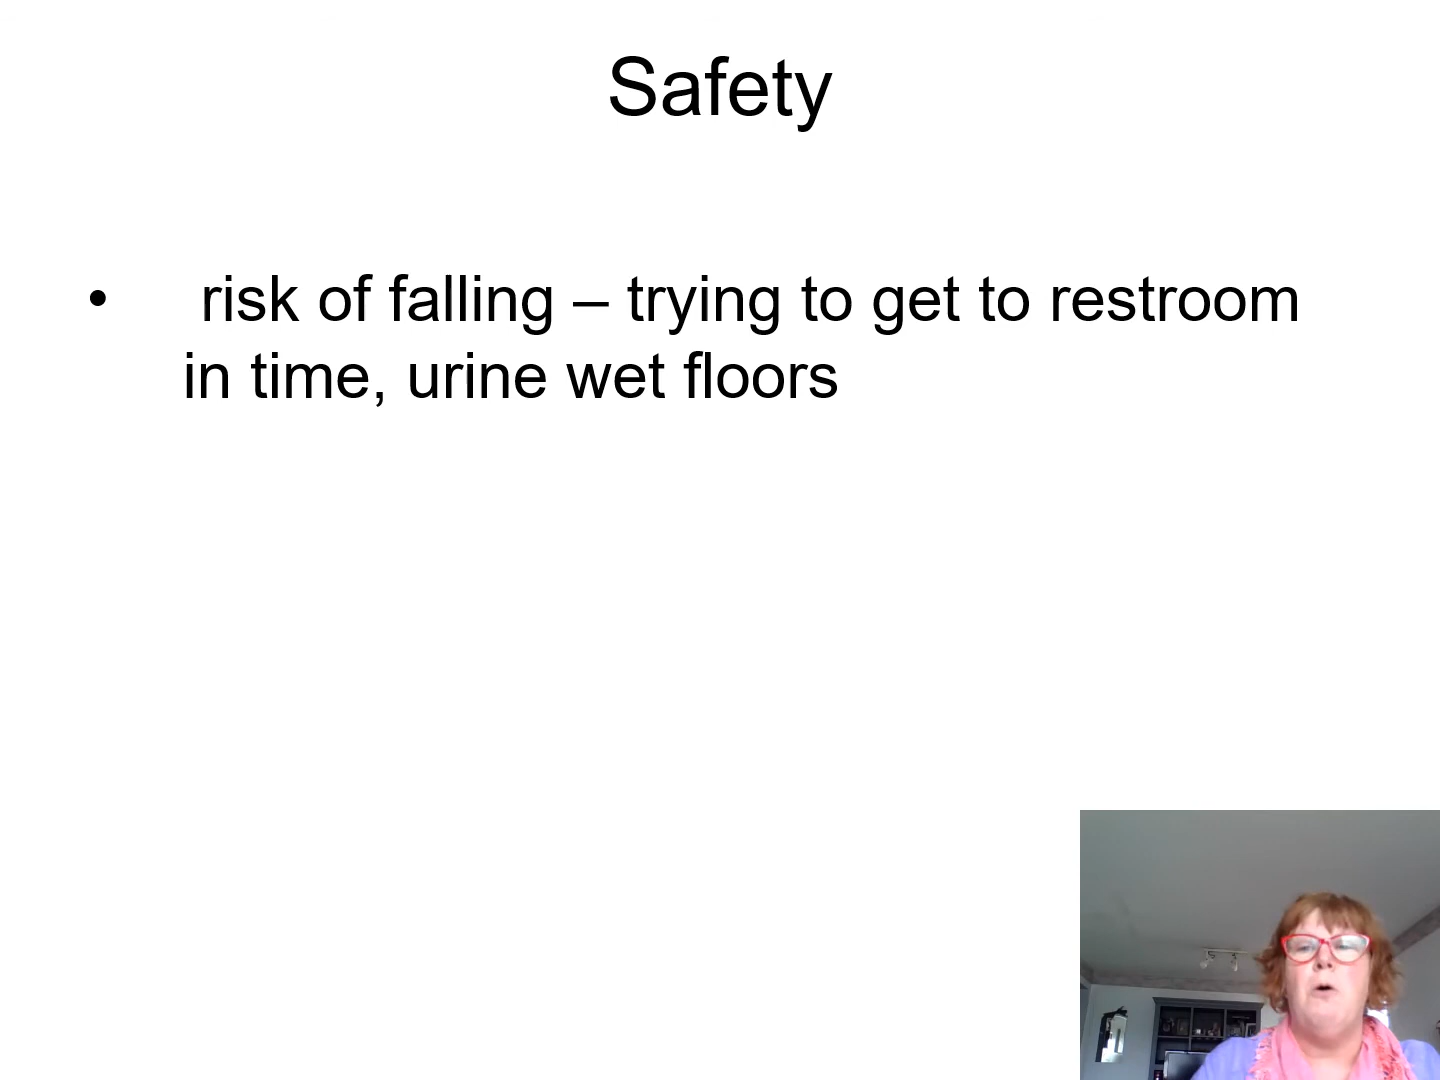 Safety
• risk of falling – trying to get to restroom
in time, urine wet floors